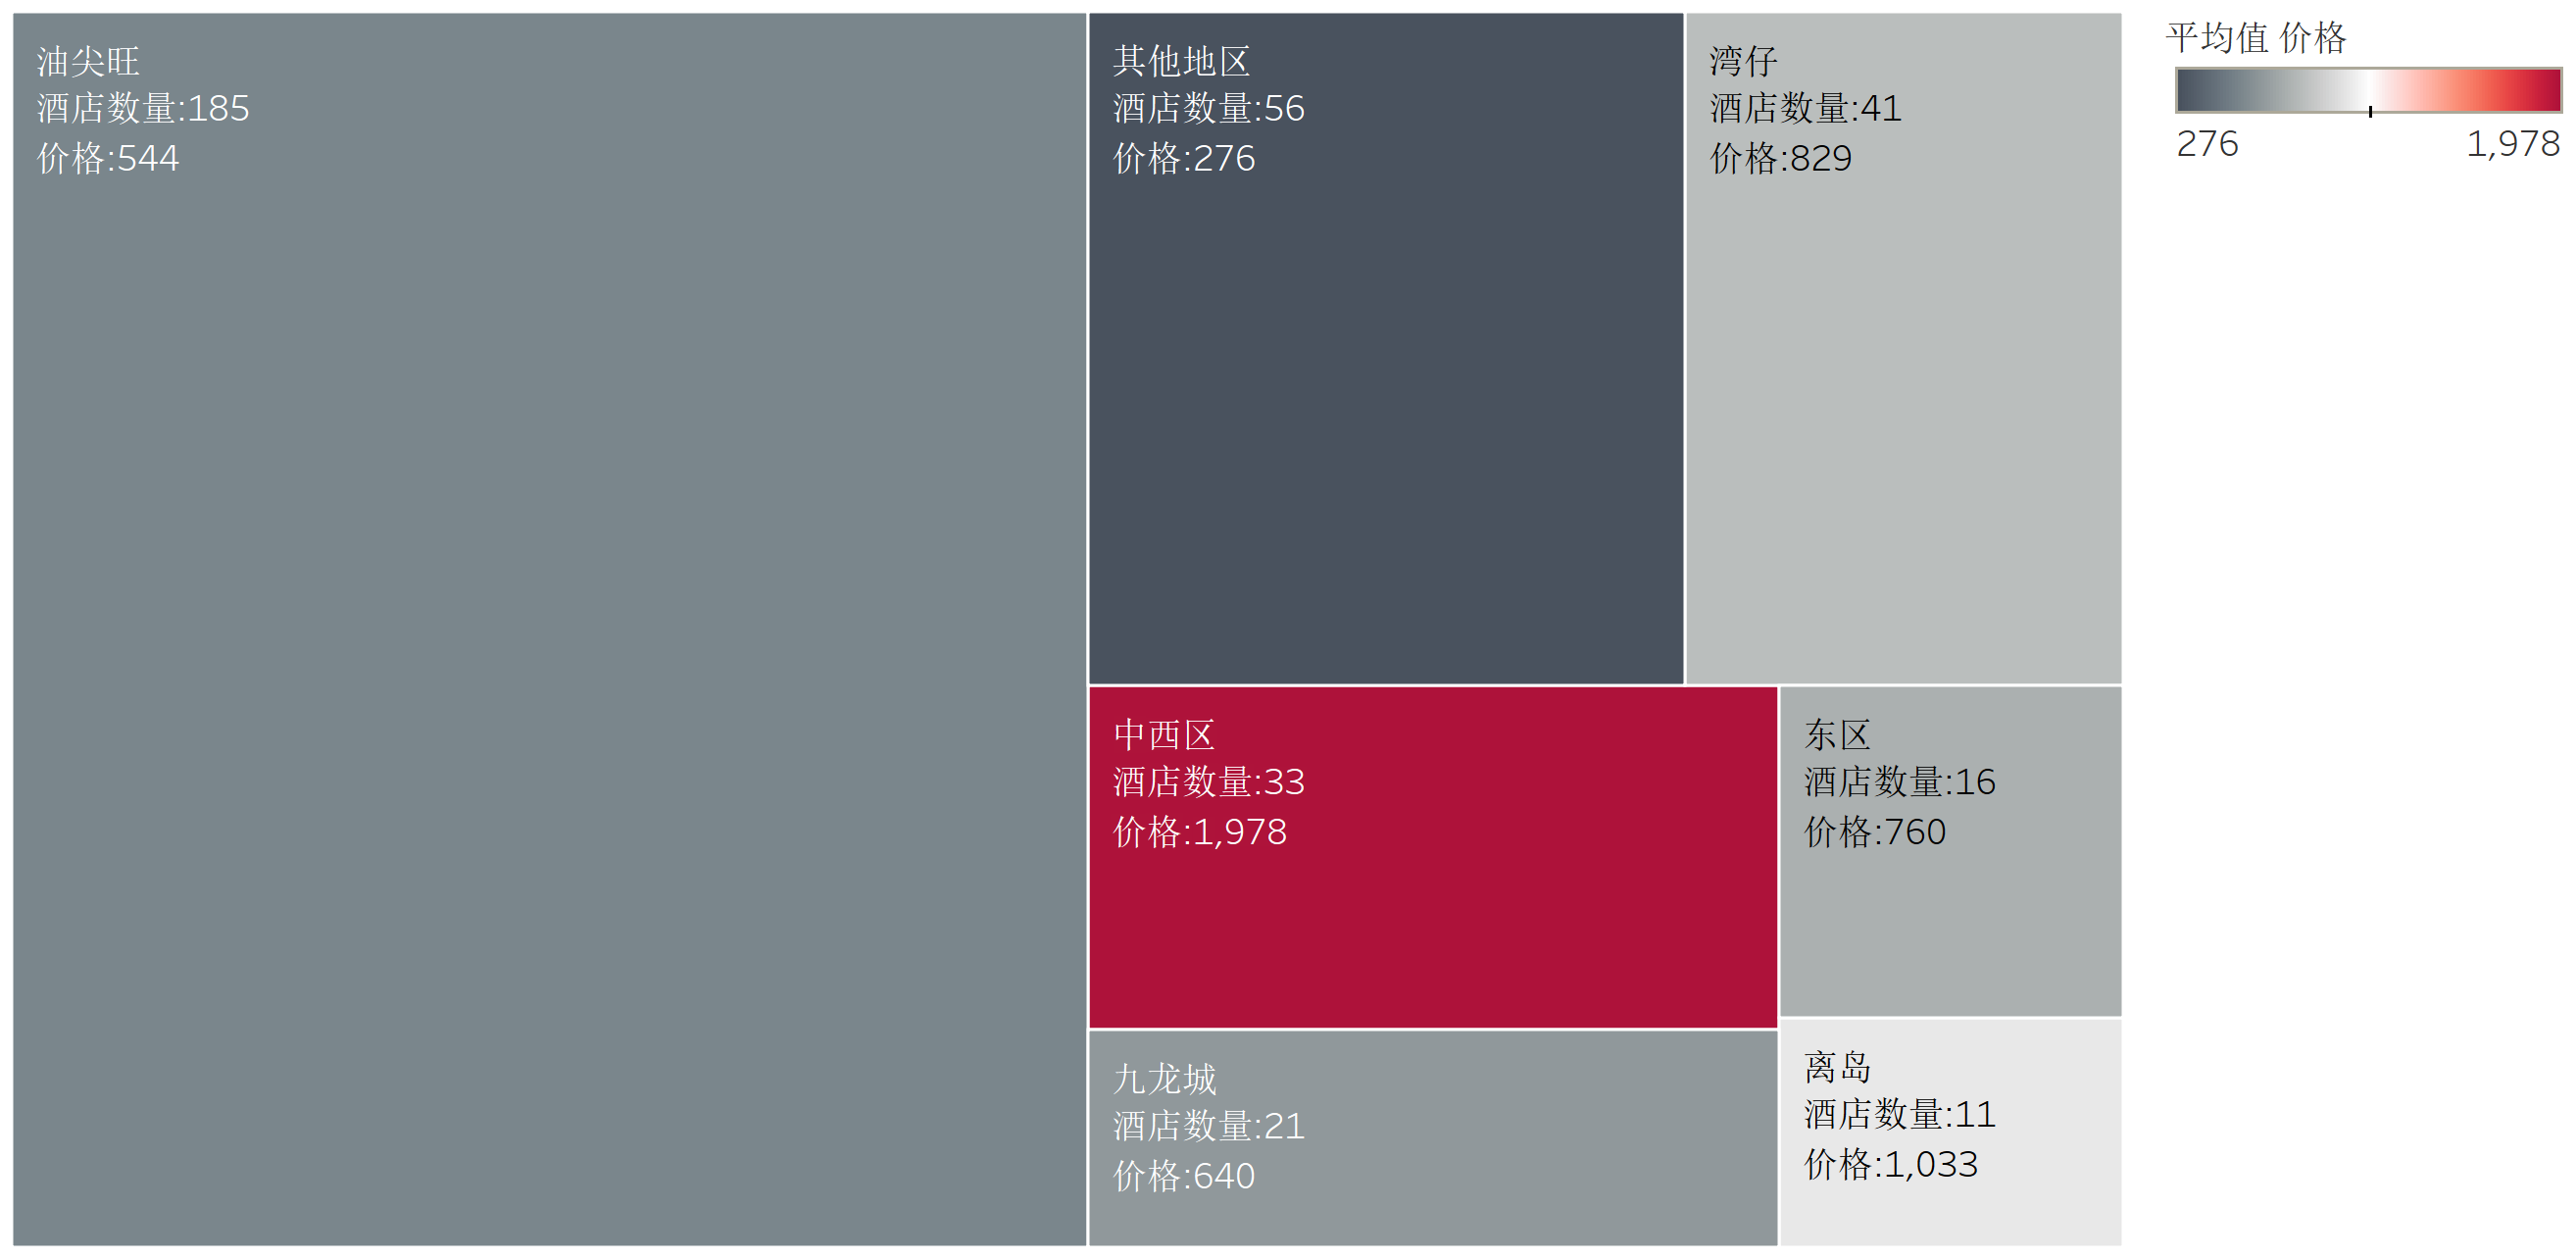 油尖旺
酒店数量:185
价格:544
其他地区
酒店数量:56
价格:276
湾仔
酒店数量:41
价格:829
中西区
酒店数量:33
价格:1,978
东区
酒店数量:16
价格:760
九龙城
酒店数量:21
价格:640
离岛
酒店数量:11
价格:1,033
平均值 价格
276 1,978